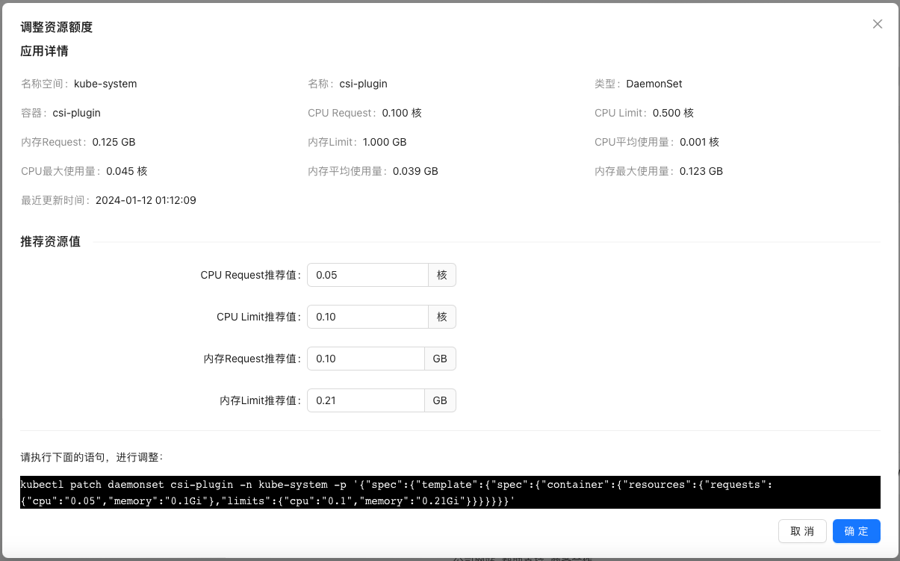 调整资源额度
应用详情
名称空间: kube-system 名称: csi-plugin 类型: DaemonSet
容器: csi-plugin CPU Request: 0.100 核 CPU Limit: 0.500 核
内存Request: 0.125 GB 内存Limit: 1.000 GB CPU平均使用量: 0.001 核
CPU最大使用量: 0.045 核 内存平均使用量: 0.039 GB 内存最大使用量: 0.123 GB
最近更新时间: 2024-01-12 01:12:09
推荐资源值
CPU Request推荐值: 0.05 核
CPU Limit推荐值: 0.10 核
内存Request推荐值: 0.10 GB
内存Limit推荐值: 0.21 GB
请执行下面的语句，进行调整:
kubectl patch daemonset csi-plugin -n kube-system -p '{"spec":{"template":{"spec":{"container":{"resources":{"requests":
{"cpu":"0.05","memory":"0.1Gi"},"limits":{"cpu":"0.1","memory":"0.21Gi"}}}}}}}'
取 消 确 定